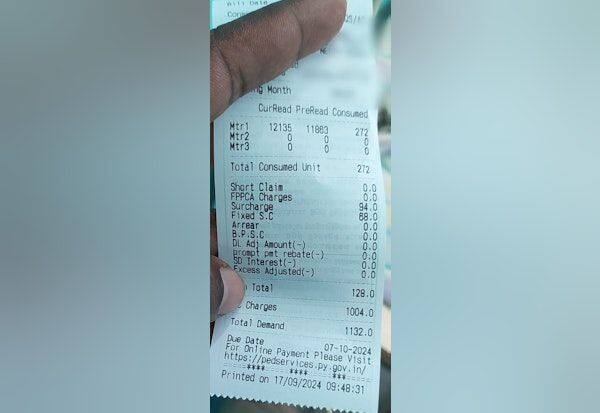 Bill Date
ng Month
CurRead PreRead Consumed
Mtr1 12135 11863 272
Mtr2 0 0 0
Mtr3 0 0 0
Total Consumed Unit 272
Short Claim 0.0
FPPCA Charges 0.0
Surcharge 94.0
Fixed S.C 68.0
Arrear 0.0
B.P.S.C 0.0
DL Adj Amount(-) 0.0
prompt pmt rebate(-) 0.0
SD Interest(-) 0.0
Excess Adjusted(-) 0.0
Total 128.0
Charges 1004.0
Total Demand 1132.0
Due Date 07-10-2024
For Online Payment Please Visit
https://pedservices.py.gov.in/
=====**** **** ***=====
Printed on 17/09/2024 09:48:31